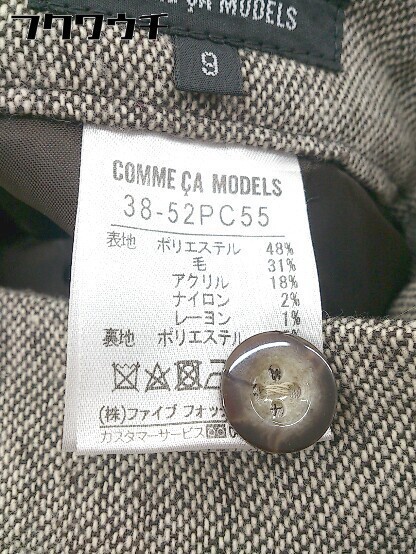 フクウウチ
ÇA MODELS
9
COMME ÇA MODELS
38-52PC55
表地 ポリエステル 48%
毛 31%
アクリル 18%
ナイロン 2%
レーヨン 1%
裏地 ポリエステ
(株)ファイブ フォッ
カスタマーサービス